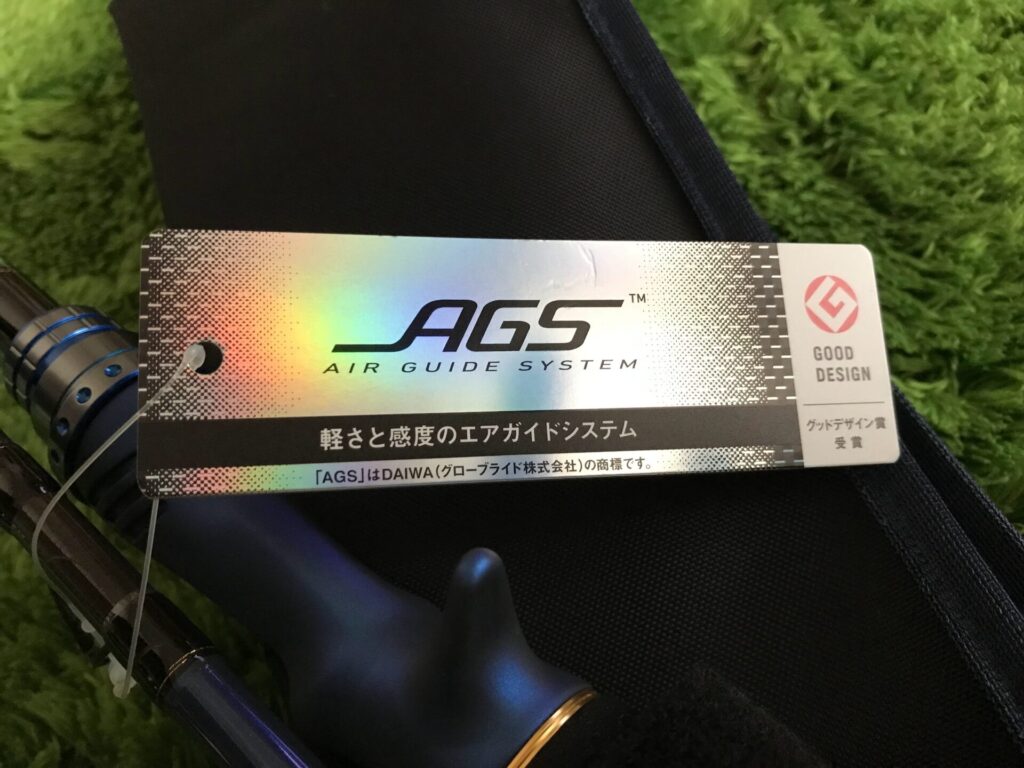 AGS™
AIR GUIDE SYSTEM
軽さと感度のエアガイドシステム
「AGS」はDAIWA(グローブライド株式会社)の商標です。
G
GOOD
DESIGN
グッドデザイン賞
受賞